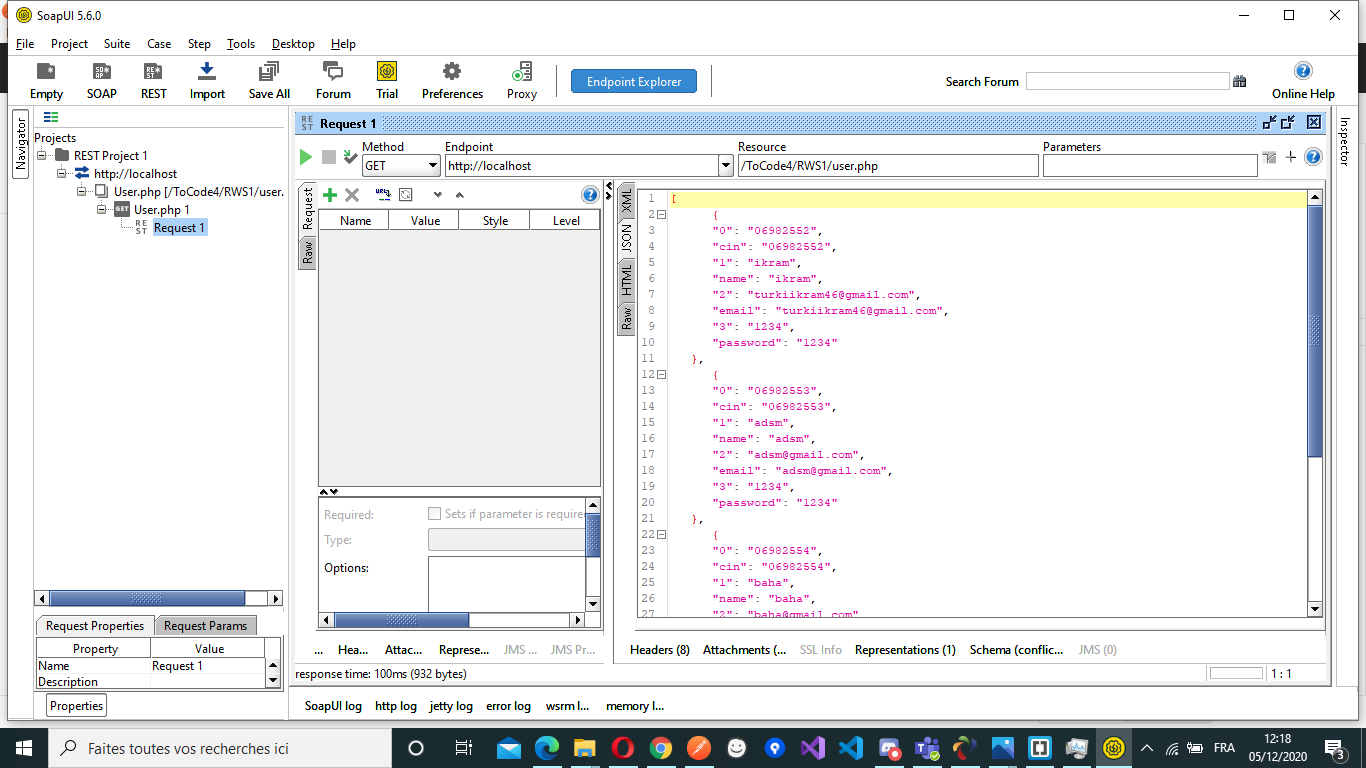 SoapUI 5.6.0
File Project Suite Case Step Tools Desktop Help
Empty SOAP REST Import Save All Forum Trial Preferences Proxy Endpoint Explorer Search Forum Online Help
Navigator
Projects
REST Project 1
http://localhost
User.php [/ToCode4/RWS1/user.
User.php 1
Request 1
Request Properties Request Params
Property Value
Name Request 1
Description
Properties
Request 1
Method Endpoint Resource Parameters
GET http://localhost /ToCode4/RWS1/user.php
Request
Raw
Name Value Style Level
Required: Sets if parameter is require
Type:
Options:
... Hea... Attac... Represe... JMS ... JMS Pr...
XML
JSON
HTML
Raw
1 [
2 {
3 "0": "06982552",
4 "cin": "06982552",
5 "1": "ikram",
6 "name": "ikram",
7 "2": "turkiikram46@gmail.com",
8 "email": "turkiikram46@gmail.com",
9 "3": "1234",
10 "password": "1234"
11 },
12 {
13 "0": "06982553",
14 "cin": "06982553",
15 "1": "adsm",
16 "name": "adsm",
17 "2": "adsm@gmail.com",
18 "email": "adsm@gmail.com",
19 "3": "1234",
20 "password": "1234"
21 },
22 {
23 "0": "06982554",
24 "cin": "06982554",
25 "1": "baha",
26 "name": "baha",
27 "2": "baha@gmail.com"
Headers (8) Attachments (... SSL Info Representations (1) Schema (conflic... JMS (0)
response time: 100ms (932 bytes) 1 : 1
Inspector
SoapUI log http log jetty log error log wsrm l... memory l...
Faites toutes vos recherches ici
FRA
12:18
05/12/2020
3